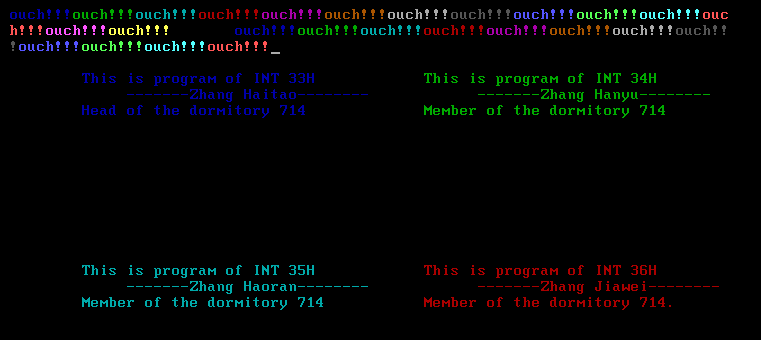 ouch!!!ouch!!!ouch!!!ouch!!!ouch!!!ouch!!!ouch!!!ouch!!!ouch!!!ouch!!!ouch!!!ouc
h!!!ouch!!!ouch!!!       ouch!!!ouch!!!ouch!!!ouch!!!ouch!!!ouch!!!ouch!!!ouch!!
!ouch!!!ouch!!!ouch!!!ouch!!!_
This is program of INT 33H
-------Zhang Haitao--------
Head of the dormitory 714
This is program of INT 34H
-------Zhang Hanyu--------
Member of the dormitory 714
This is program of INT 35H
-------Zhang Haoran--------
Member of the dormitory 714
This is program of INT 36H
-------Zhang Jiawei--------
Member of the dormitory 714.